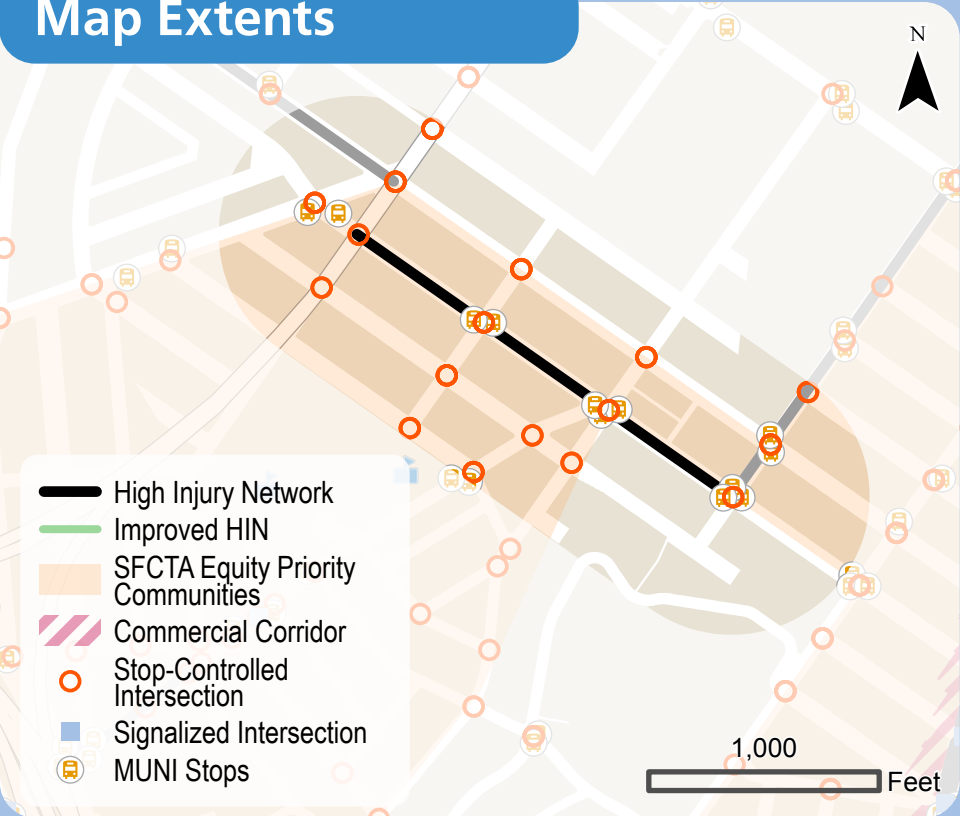 Map Extents
N
High Injury Network
Improved HIN
SFCTA Equity Priority
Communities
Commercial Corridor
Stop-Controlled
Intersection
Signalized Intersection
MUNI Stops
1,000
Feet